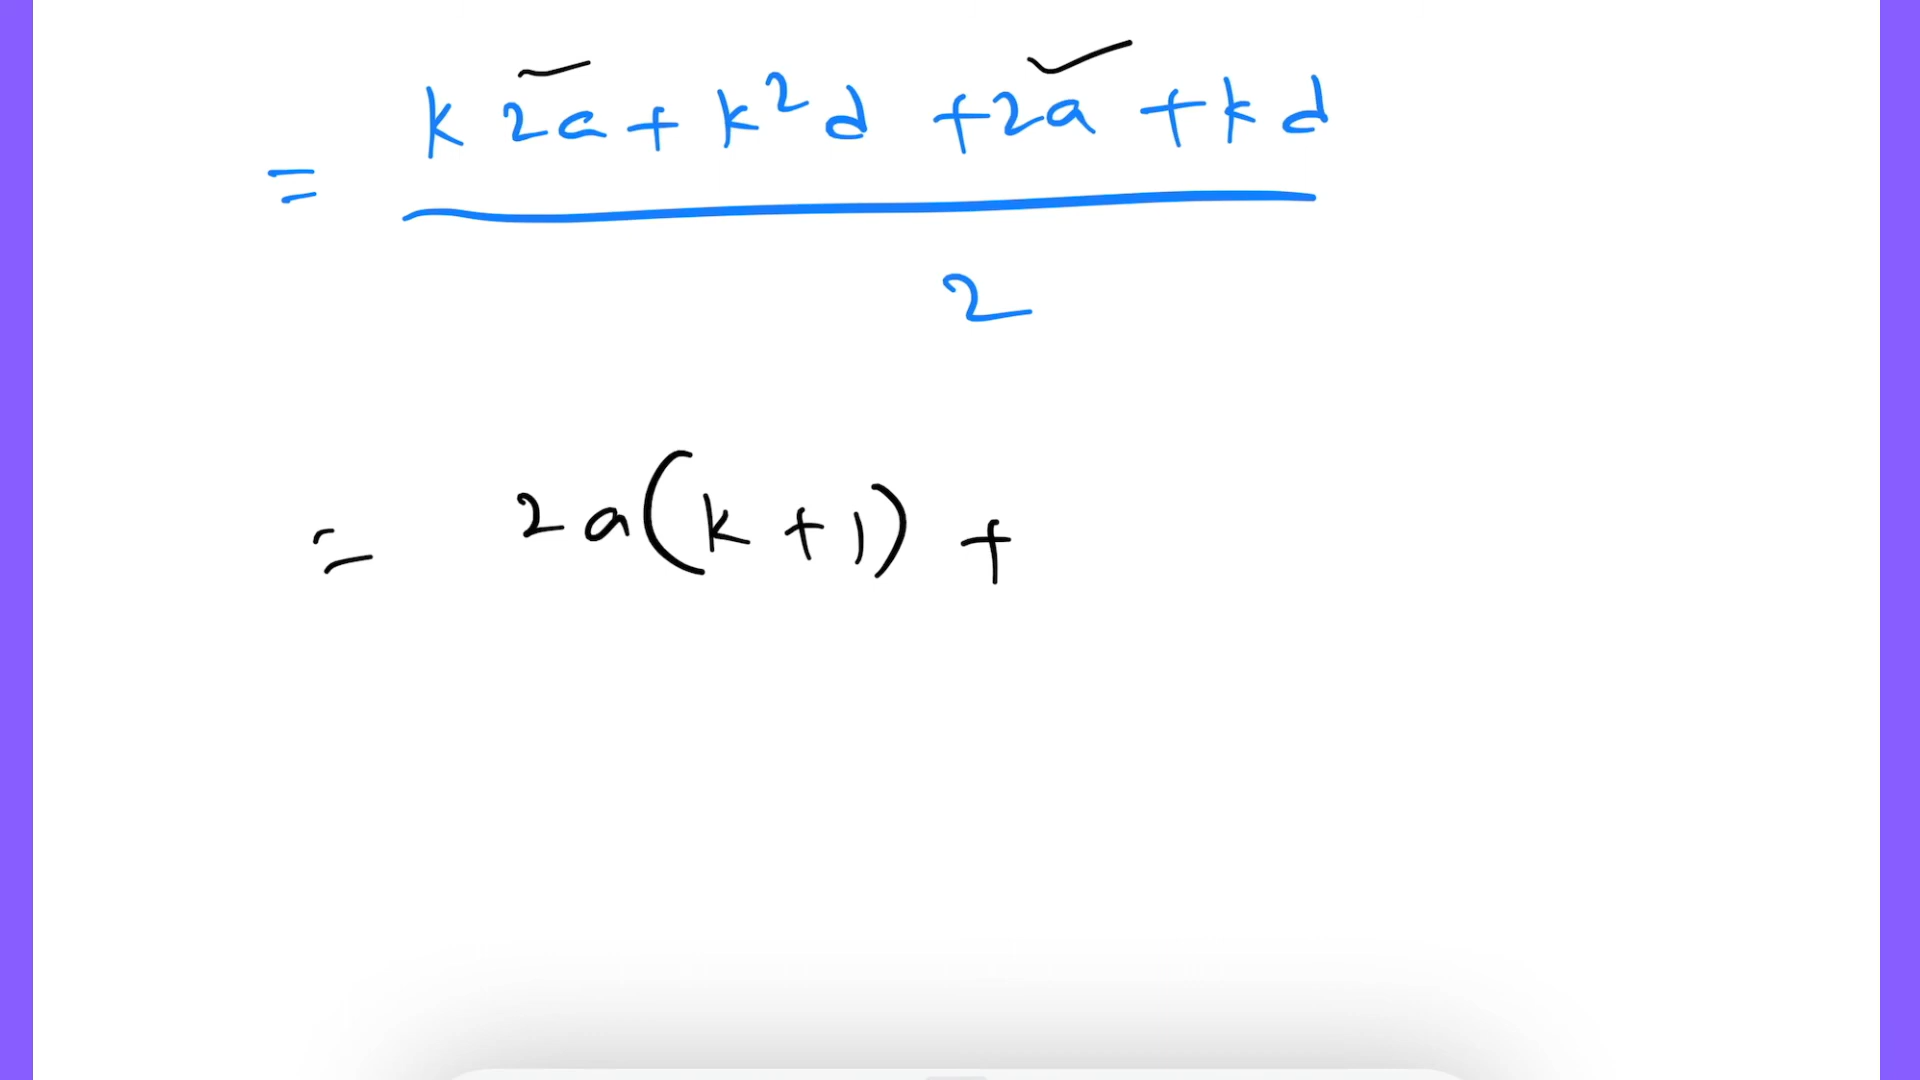 = k 2a + k²d + 2a + kd
2
= 2a(k + 1) +